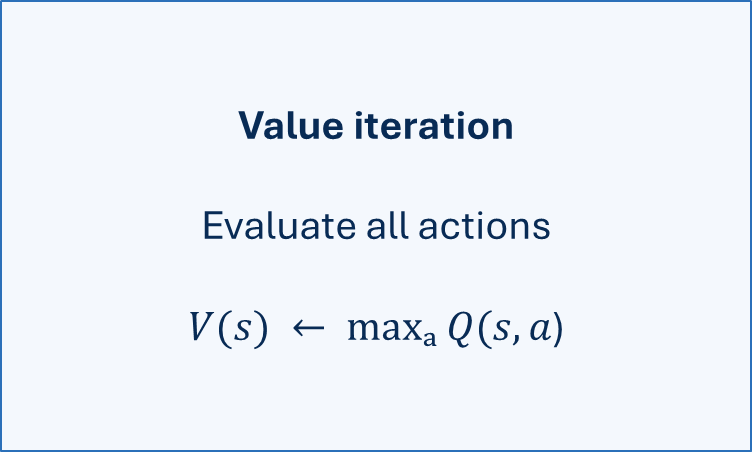 Value iteration
Evaluate all actions
V(s) ← maxₐ Q(s, a)